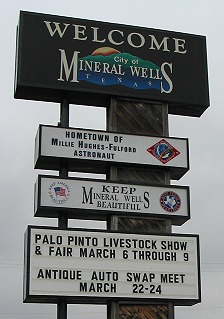 WELCOME
City of
MINERAL WELLS
TEXAS
HOMETOWN OF
MILLIE HUGHES-FULFORD
ASTRONAUT
KEEP
MINERAL WELLS
BEAUTIFUL
PALO PINTO LIVESTOCK SHOW
& FAIR MARCH 6 THROUGH 9
ANTIQUE AUTO SWAP MEET
MARCH 22-24